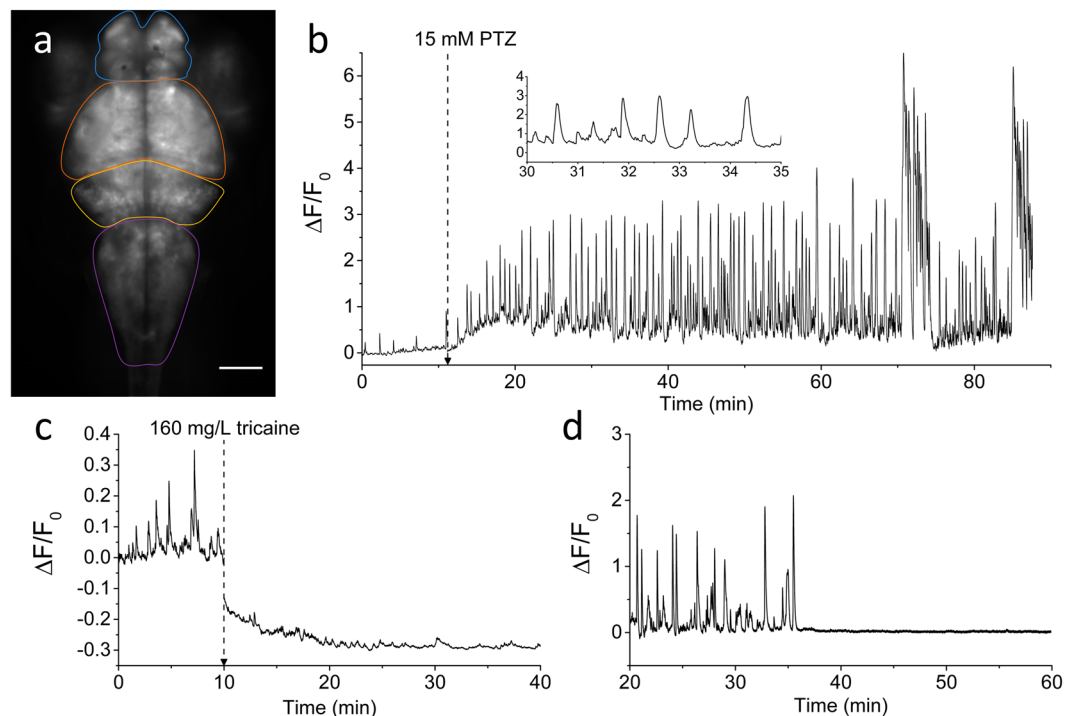 a
b
15 mM PTZ
ΔF/F0
6
5
4
3
2
1
0
4
3
2
1
0
30 31 32 33 34 35
0 20 40 60 80
Time (min)
c
160 mg/L tricaine
ΔF/F0
0.4
0.3
0.2
0.1
0.0
-0.1
-0.2
-0.3
0 10 20 30 40
Time (min)
d
ΔF/F0
3
2
1
0
20 30 40 50 60
Time (min)